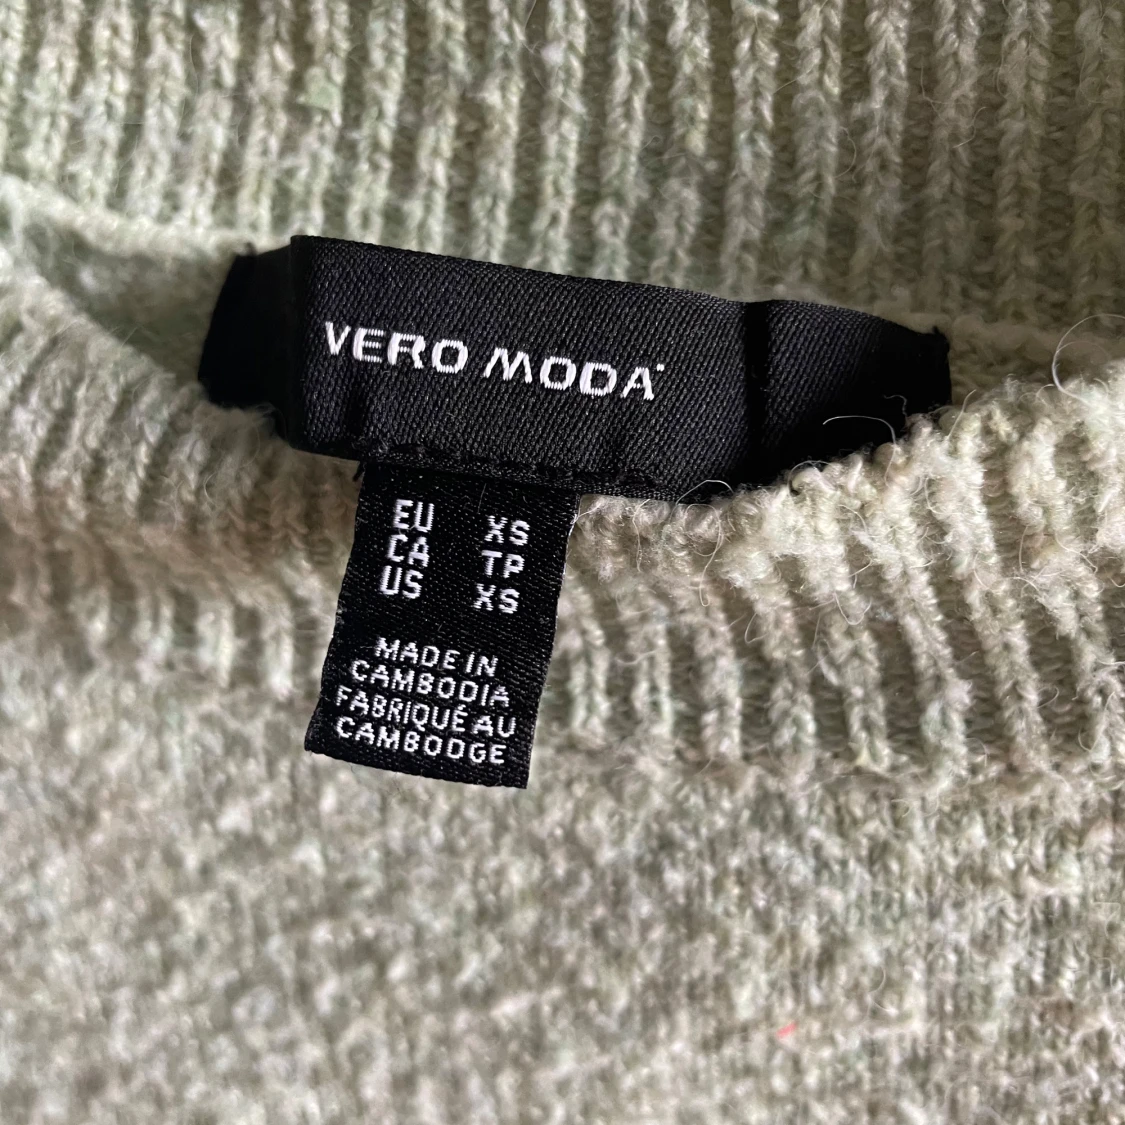 VERO MODA
EU XS
CA TP
US XS
MADE IN
CAMBODIA
FABRIQUÉ AU
CAMBODGE